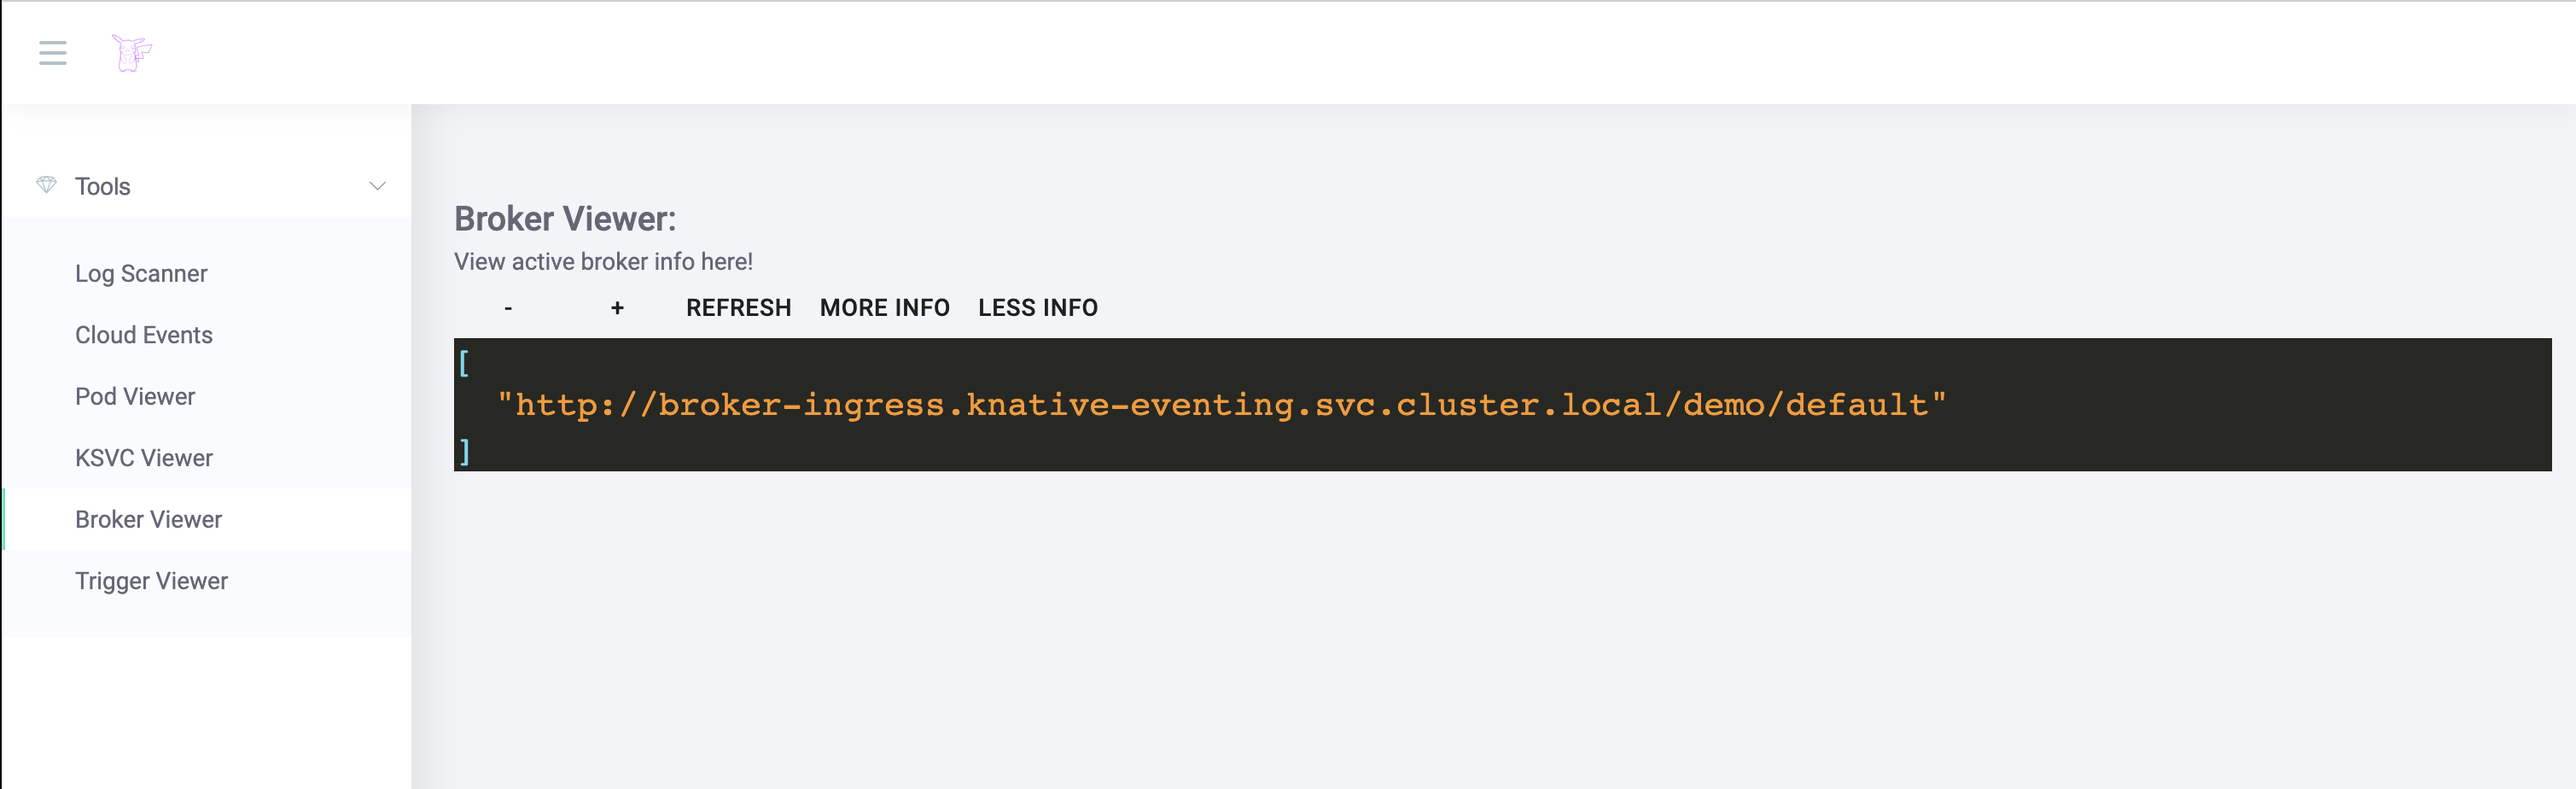 Tools
Log Scanner
Cloud Events
Pod Viewer
KSVC Viewer
Broker Viewer
Trigger Viewer
Broker Viewer:
View active broker info here!
- + REFRESH MORE INFO LESS INFO
[
"http://broker-ingress.knative-eventing.svc.cluster.local/demo/default"
]